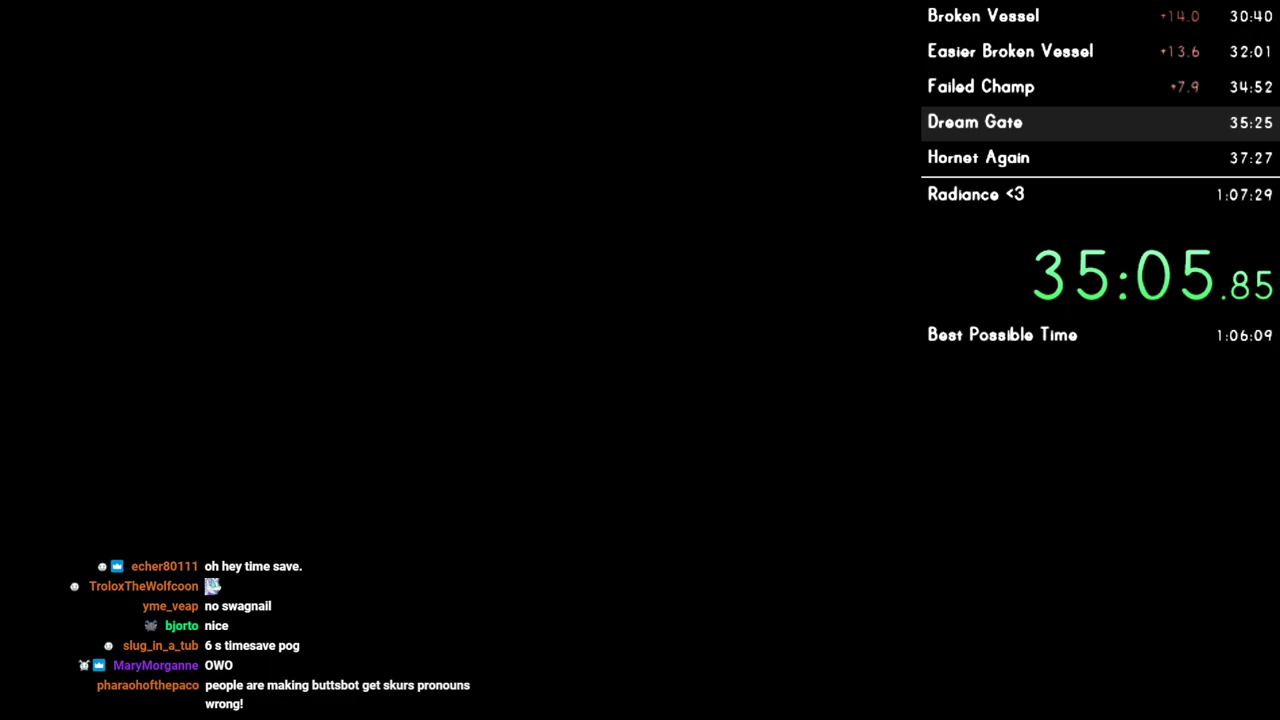 Broken Vessel +14.0 30:40
Easier Broken Vessel +13.6 32:01
Failed Champ +7.9 34:52
Dream Gate 35:25
Hornet Again 37:27
Radiance <3 1:07:29
35:05.85
Best Possible Time 1:06:09
echer80111 oh hey time save.
TroloxTheWolfcoon
yme_veap no swagnail
bjorto nice
slug_in_a_tub 6 s timesave pog
MaryMorganne OWO
pharaohofthepaco people are making buttsbot get skurs pronouns
wrong!